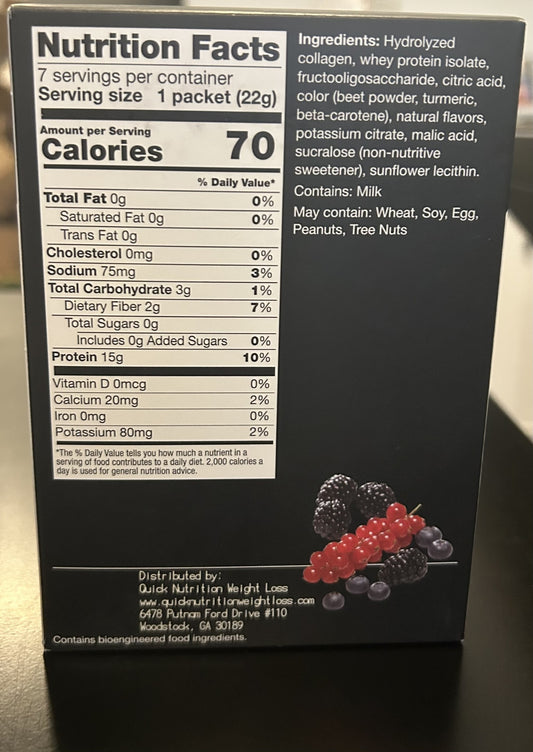 Nutrition Facts
7 servings per container
Serving size 1 packet (22g)
Amount per Serving
Calories 70
% Daily Value*
Total Fat 0g 0%
Saturated Fat 0g 0%
Trans Fat 0g
Cholesterol 0mg 0%
Sodium 75mg 3%
Total Carbohydrate 3g 1%
Dietary Fiber 2g 7%
Total Sugars 0g
Includes 0g Added Sugars 0%
Protein 15g 10%
Vitamin D 0mcg 0%
Calcium 20mg 2%
Iron 0mg 0%
Potassium 80mg 2%
*The % Daily Value tells you how much a nutrient in a
serving of food contributes to a daily diet. 2,000 calories a
day is used for general nutrition advice.
Ingredients: Hydrolyzed
collagen, whey protein isolate,
fructooligosaccharide, citric acid,
color (beet powder, turmeric,
beta-carotene), natural flavors,
potassium citrate, malic acid,
sucralose (non-nutritive
sweetener), sunflower lecithin.
Contains: Milk
May contain: Wheat, Soy, Egg,
Peanuts, Tree Nuts
Distributed by:
Quick Nutrition Weight Loss
www.quicknutritionweightloss.com
6478 Putnam Ford Drive #110
Woodstock, GA 30189
Contains bioengineered food ingredients.